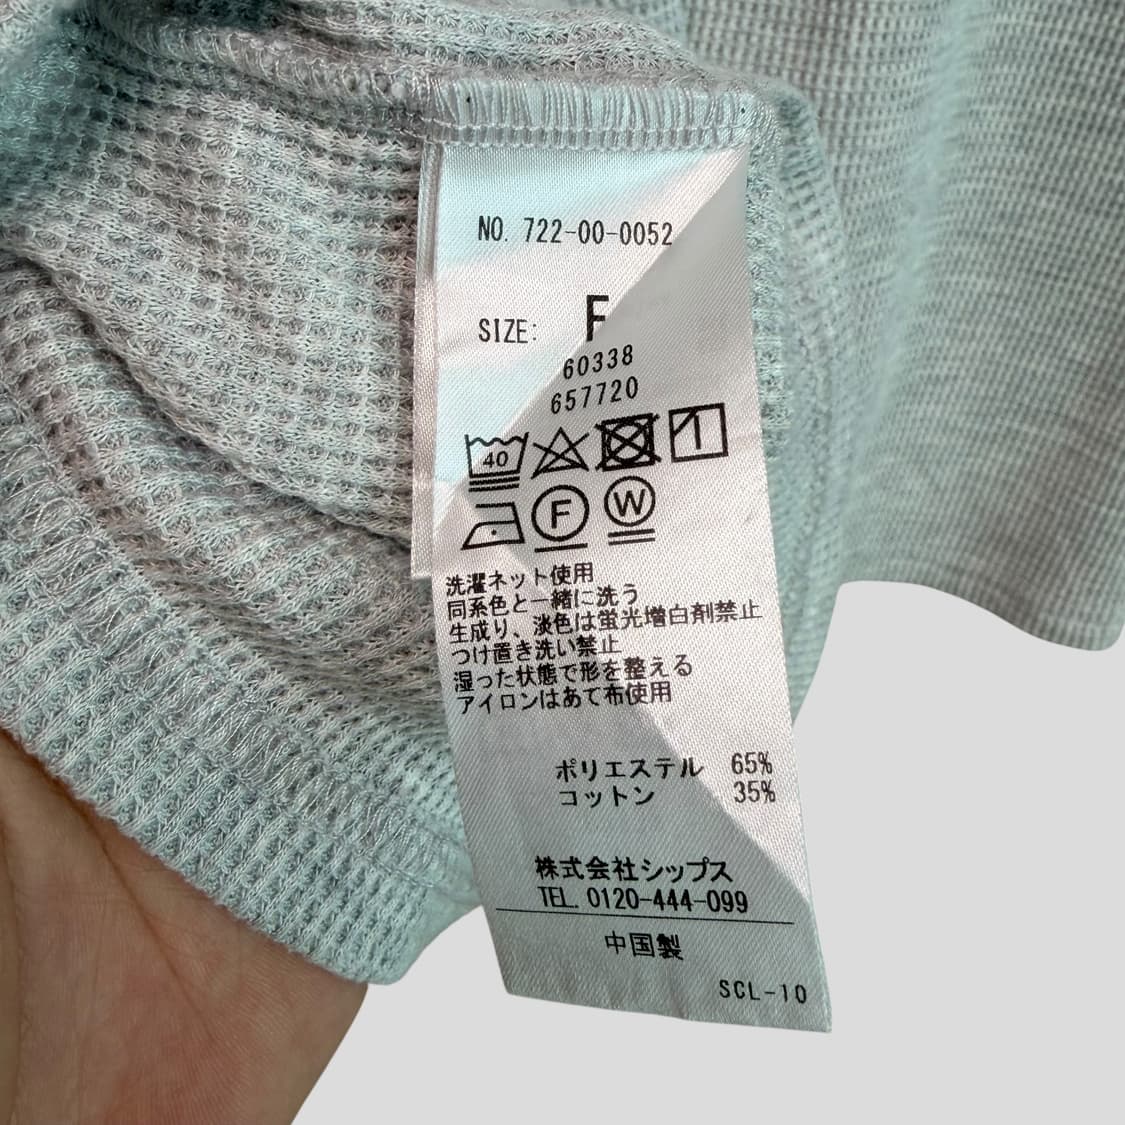 NO. 722-00-0052
SIZE: F
60338
657720
40
F W
洗濯ネット使用
同系色と一緒に洗う
生成り、淡色は蛍光増白剤禁止
つけ置き洗い禁止
湿った状態で形を整える
アイロンはあて布使用
ポリエステル 65%
コットン 35%
株式会社シップス
TEL. 0120-444-099
中国製
SCL-10